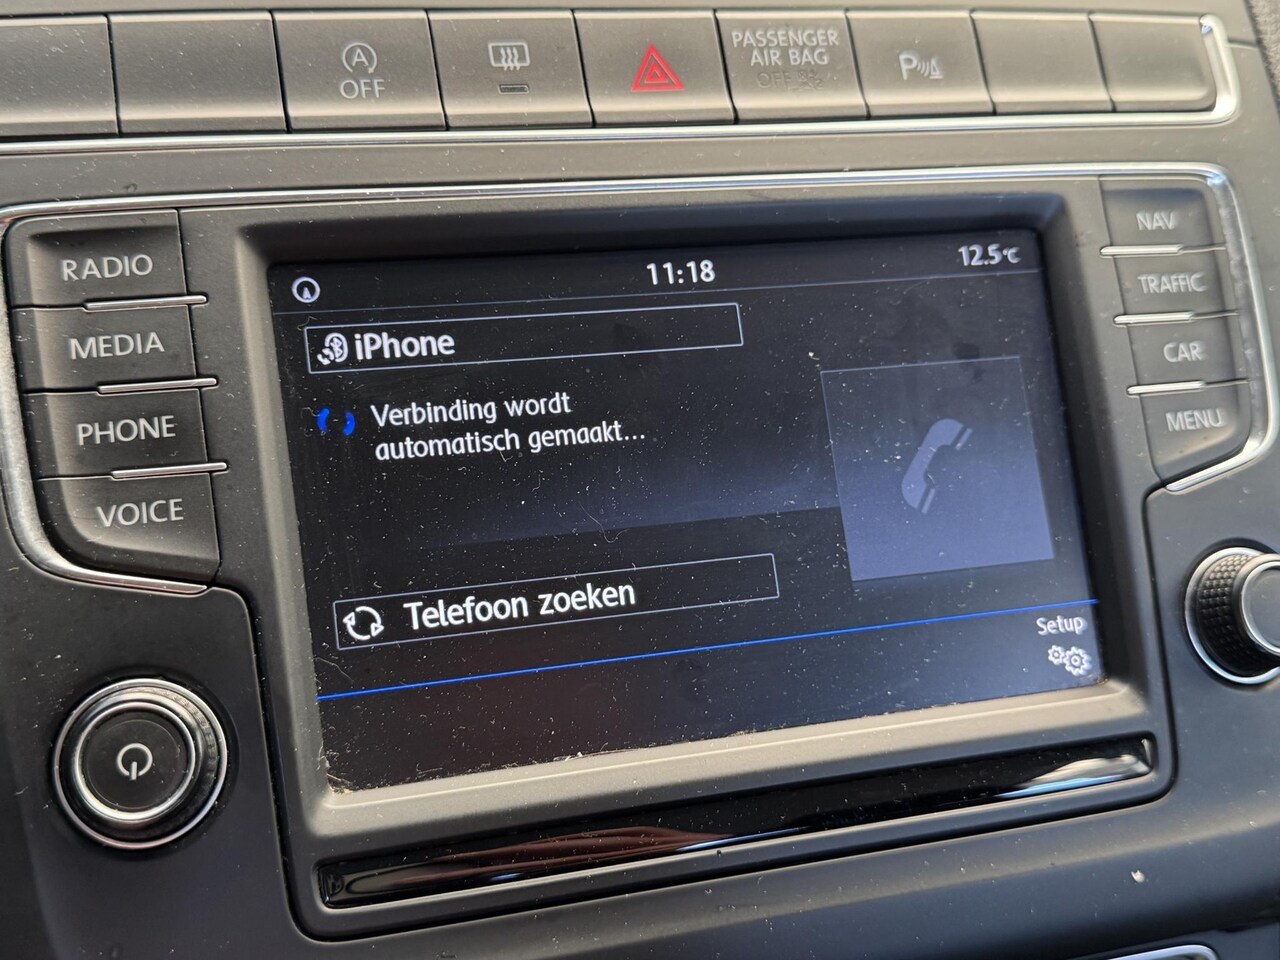 A
OFF
PASSENGER
AIR BAG
OFF
P
RADIO
MEDIA
PHONE
VOICE
11:18
12.5°C
iPhone
Verbinding wordt
automatisch gemaakt...
Telefoon zoeken
Setup
NAV
TRAFFIC
CAR
MENU